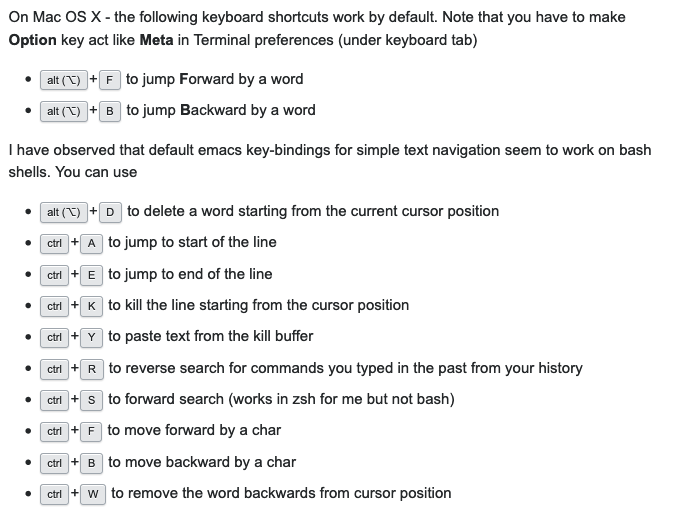 On Mac OS X - the following keyboard shortcuts work by default. Note that you have to make
Option key act like Meta in Terminal preferences (under keyboard tab)
• alt (⌥) + F to jump Forward by a word
• alt (⌥) + B to jump Backward by a word
I have observed that default emacs key-bindings for simple text navigation seem to work on bash
shells. You can use
• alt (⌥) + D to delete a word starting from the current cursor position
• ctrl + A to jump to start of the line
• ctrl + E to jump to end of the line
• ctrl + K to kill the line starting from the cursor position
• ctrl + Y to paste text from the kill buffer
• ctrl + R to reverse search for commands you typed in the past from your history
• ctrl + S to forward search (works in zsh for me but not bash)
• ctrl + F to move forward by a char
• ctrl + B to move backward by a char
• ctrl + W to remove the word backwards from cursor position